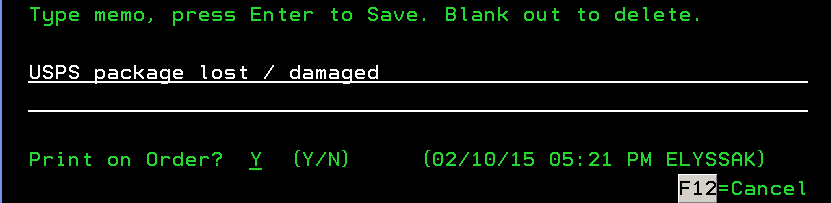 Type memo, press Enter to Save. Blank out to delete.
USPS package lost / damaged
Print on Order? Y (Y/N) (02/10/15 05:21 PM ELYSSAK)
F12=Cancel